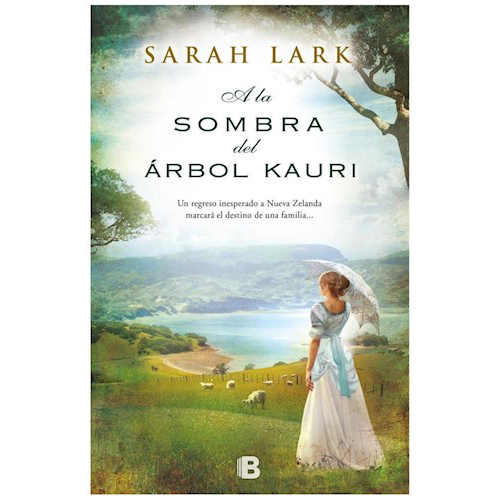 SARAH LARK
A la
SOMBRA
del
ÁRBOL KAURI
Un regreso inesperado a Nueva Zelanda
marcará el destino de una familia...
B